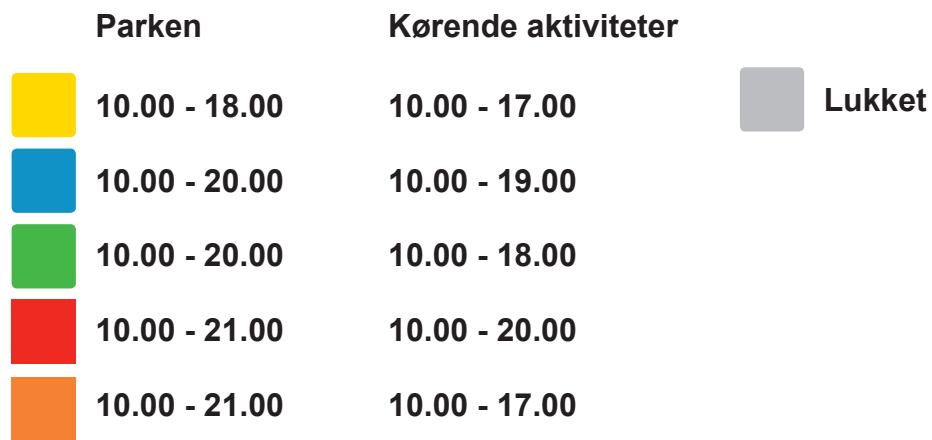 Parken Kørende aktiviteter
10.00 - 18.00 10.00 - 17.00 Lukket
10.00 - 20.00 10.00 - 19.00
10.00 - 20.00 10.00 - 18.00
10.00 - 21.00 10.00 - 20.00
10.00 - 21.00 10.00 - 17.00